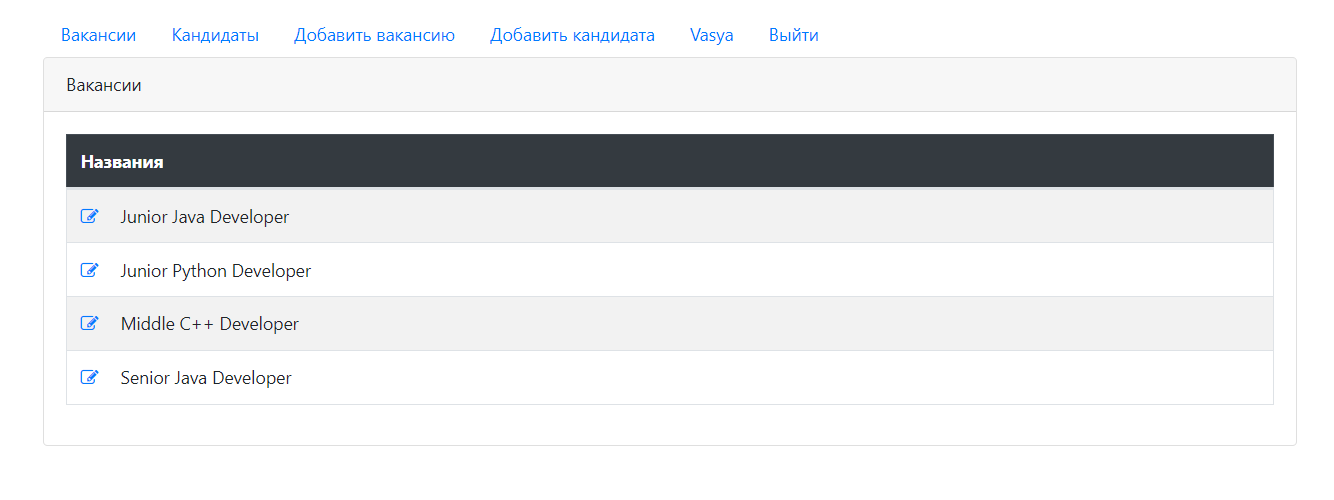 Вакансии Кандидаты Добавить вакансию Добавить кандидата Vasya Выйти
Вакансии
Названия
Junior Java Developer
Junior Python Developer
Middle C++ Developer
Senior Java Developer